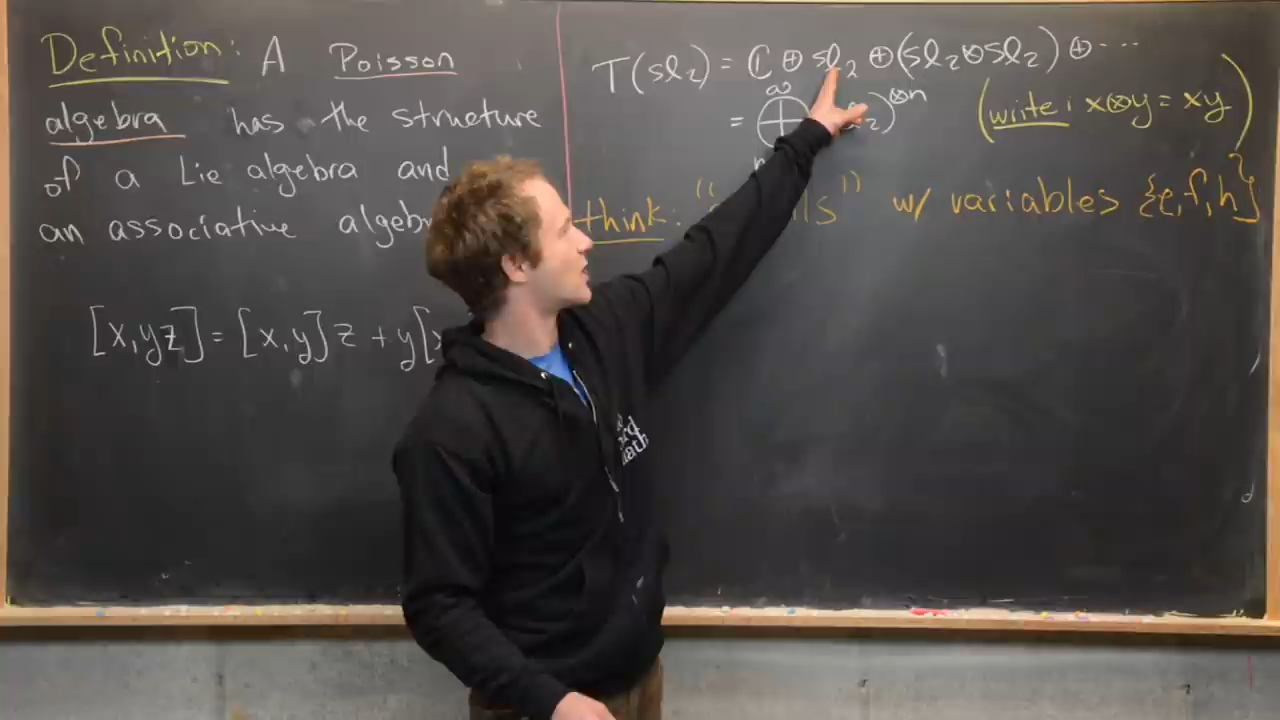 Definition: A Poisson
algebra has the structure
of a Lie algebra and
an associative
[x,yz] = [x,y]z + y[x
T(sl₂) = ℂ ⊕ sl₂ ⊕ (sl₂⊗sl₂) ⊕ ...
= ⊕ ₂)^⊗n
(write: x⊗y = xy)
think: " " w/ variables {e,f,h}